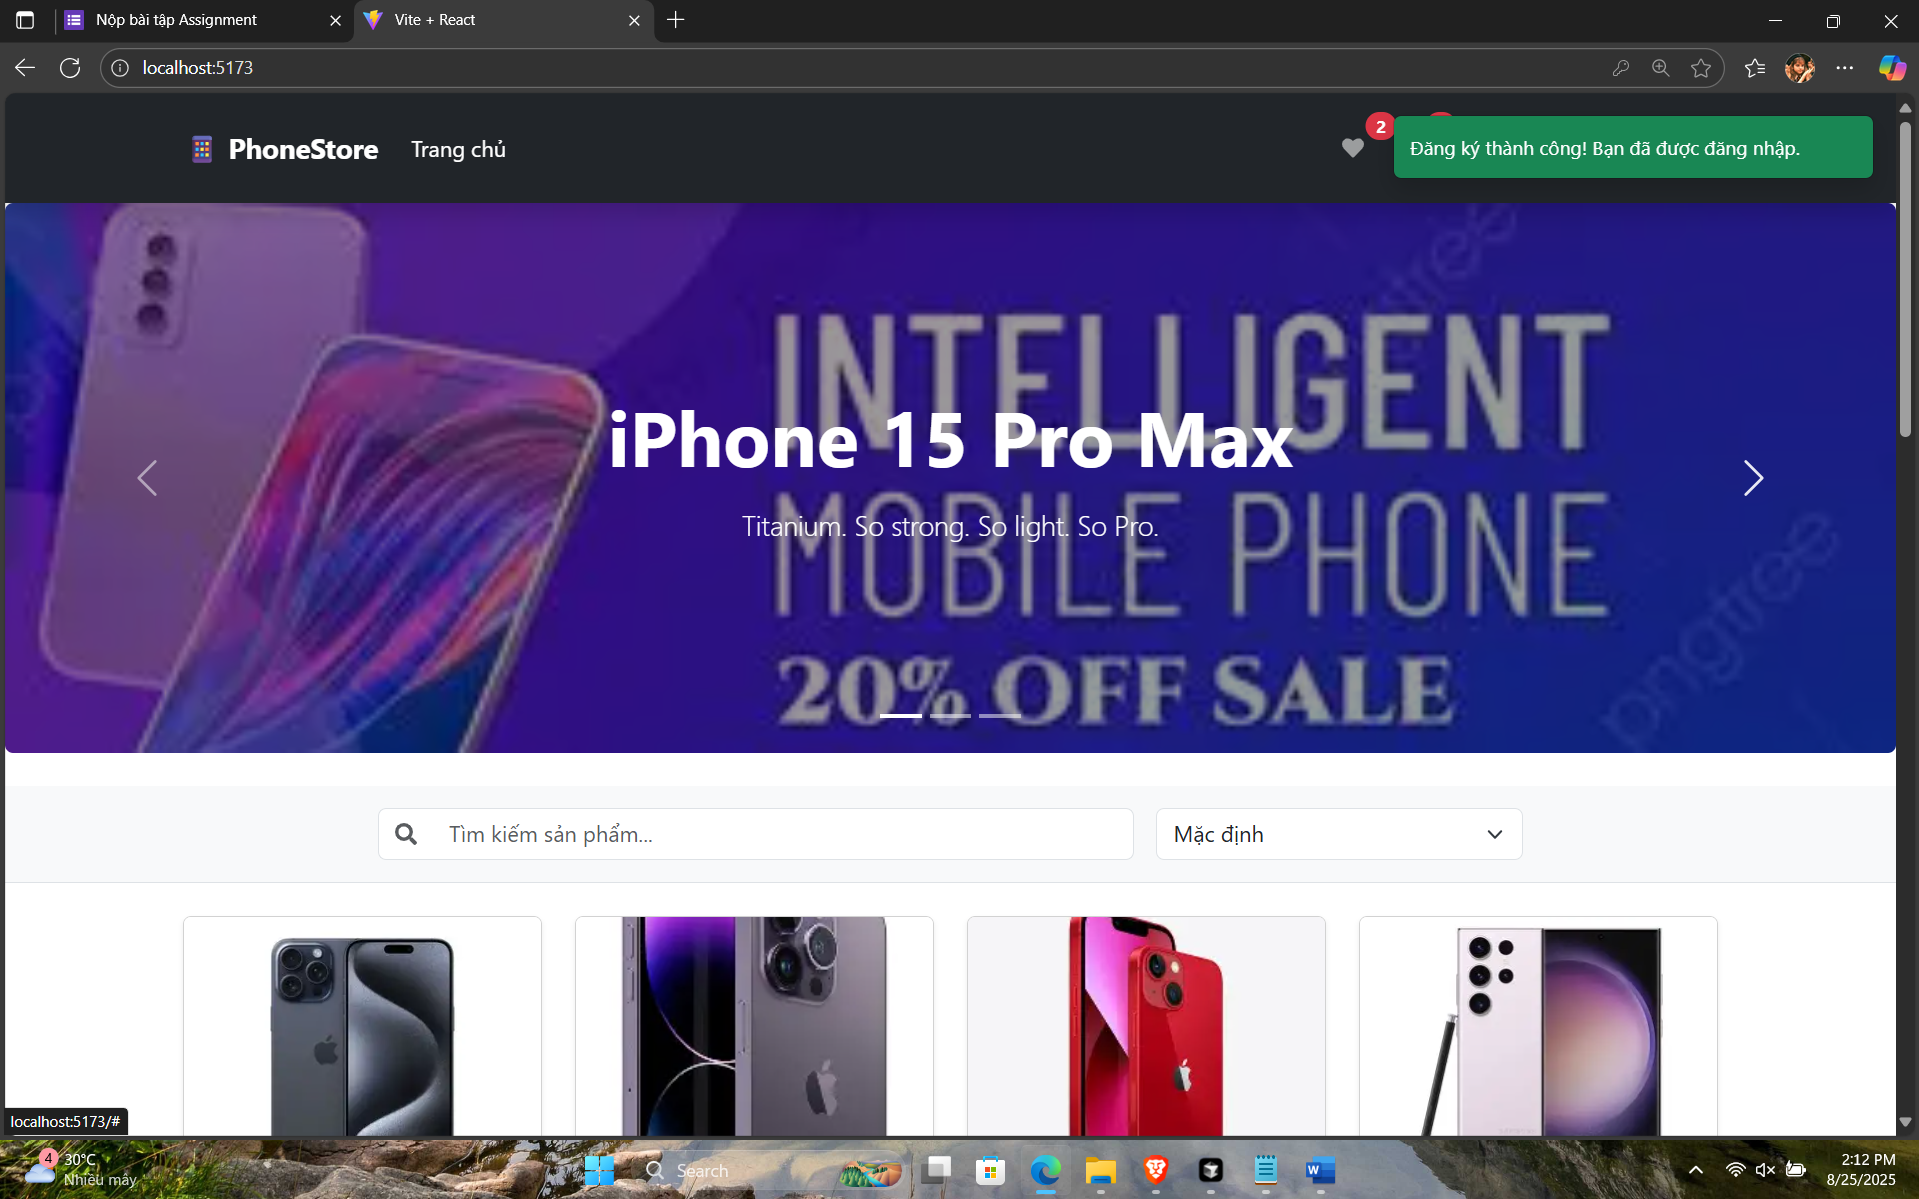 Nộp bài tập Assignment
Vite + React
localhost:5173
PhoneStore
Trang chủ
2
Đăng ký thành công! Bạn đã được đăng nhập.
INTELLIGENT
iPhone 15 Pro Max
Titanium. So strong. So light. So Pro.
MOBILE PHONE
20% OFF SALE
pngtree
Tìm kiếm sản phẩm...
Mặc định
localhost:5173/#
4
30°C
Nhiều mây
Search
2:12 PM
8/25/2025